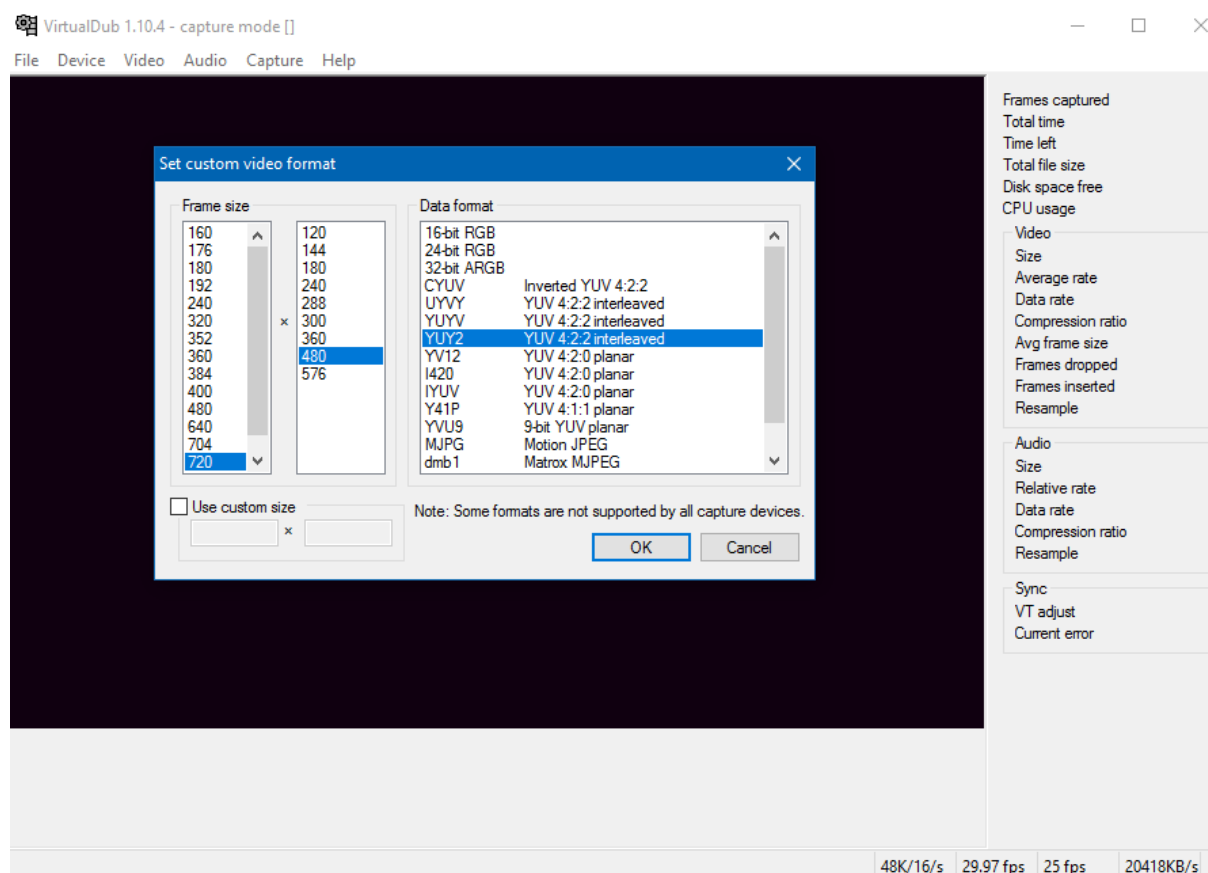 VirtualDub 1.10.4 - capture mode []
File Device Video Audio Capture Help
Set custom video format
Frame size
160
176
180
192
240
320
352
360
384
400
480
640
704
720
×
120
144
180
240
288
300
360
480
576
Data format
16-bit RGB
24-bit RGB
32-bit ARGB
CYUV Inverted YUV 4:2:2
UYVY YUV 4:2:2 interleaved
YUYV YUV 4:2:2 interleaved
YUY2 YUV 4:2:2 interleaved
YV12 YUV 4:2:0 planar
I420 YUV 4:2:0 planar
IYUV YUV 4:2:0 planar
Y41P YUV 4:1:1 planar
YVU9 9-bit YUV planar
MJPG Motion JPEG
dmb1 Matrox MJPEG
Use custom size
×
Note: Some formats are not supported by all capture devices.
OK Cancel
Frames captured
Total time
Time left
Total file size
Disk space free
CPU usage
Video
Size
Average rate
Data rate
Compression ratio
Avg frame size
Frames dropped
Frames inserted
Resample
Audio
Size
Relative rate
Data rate
Compression ratio
Resample
Sync
VT adjust
Current error
48K/16/s 29.97 fps 25 fps 20418KB/s